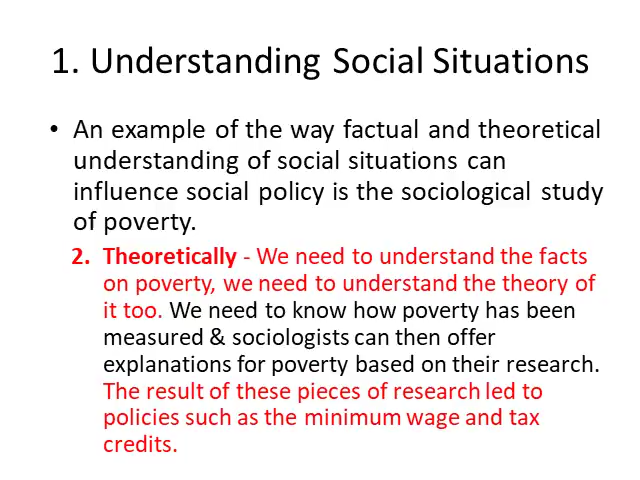 1. Understanding Social Situations
• An example of the way factual and theoretical
understanding of social situations can
influence social policy is the sociological study
of poverty.
2. Theoretically - We need to understand the facts
on poverty, we need to understand the theory of
it too. We need to know how poverty has been
measured & sociologists can then offer
explanations for poverty based on their research.
The result of these pieces of research led to
policies such as the minimum wage and tax
credits.